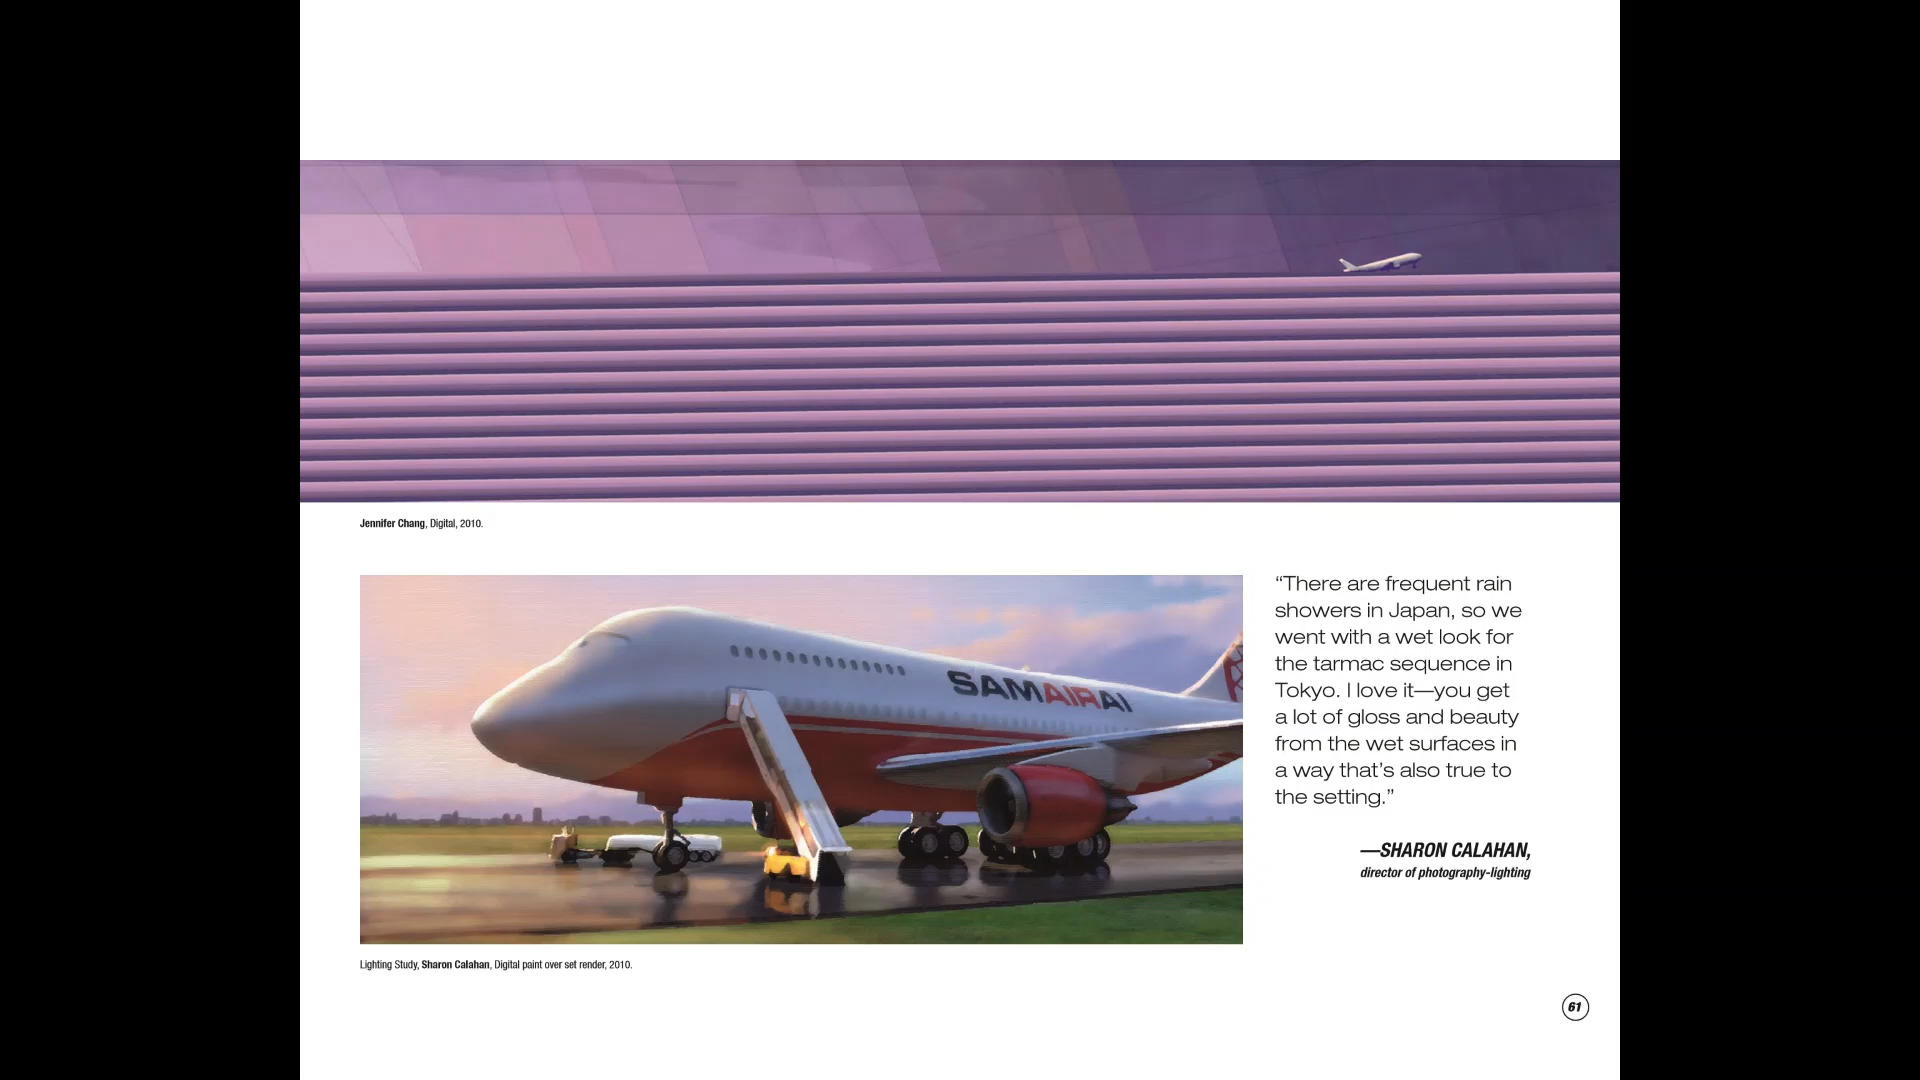 Jennifer Chang, Digital, 2010.
SAMAIRAI
“There are frequent rain
showers in Japan, so we
went with a wet look for
the tarmac sequence in
Tokyo. I love it—you get
a lot of gloss and beauty
from the wet surfaces in
a way that’s also true to
the setting.”
—SHARON CALAHAN,
director of photography-lighting
Lighting Study, Sharon Calahan, Digital paint over set render, 2010.
61